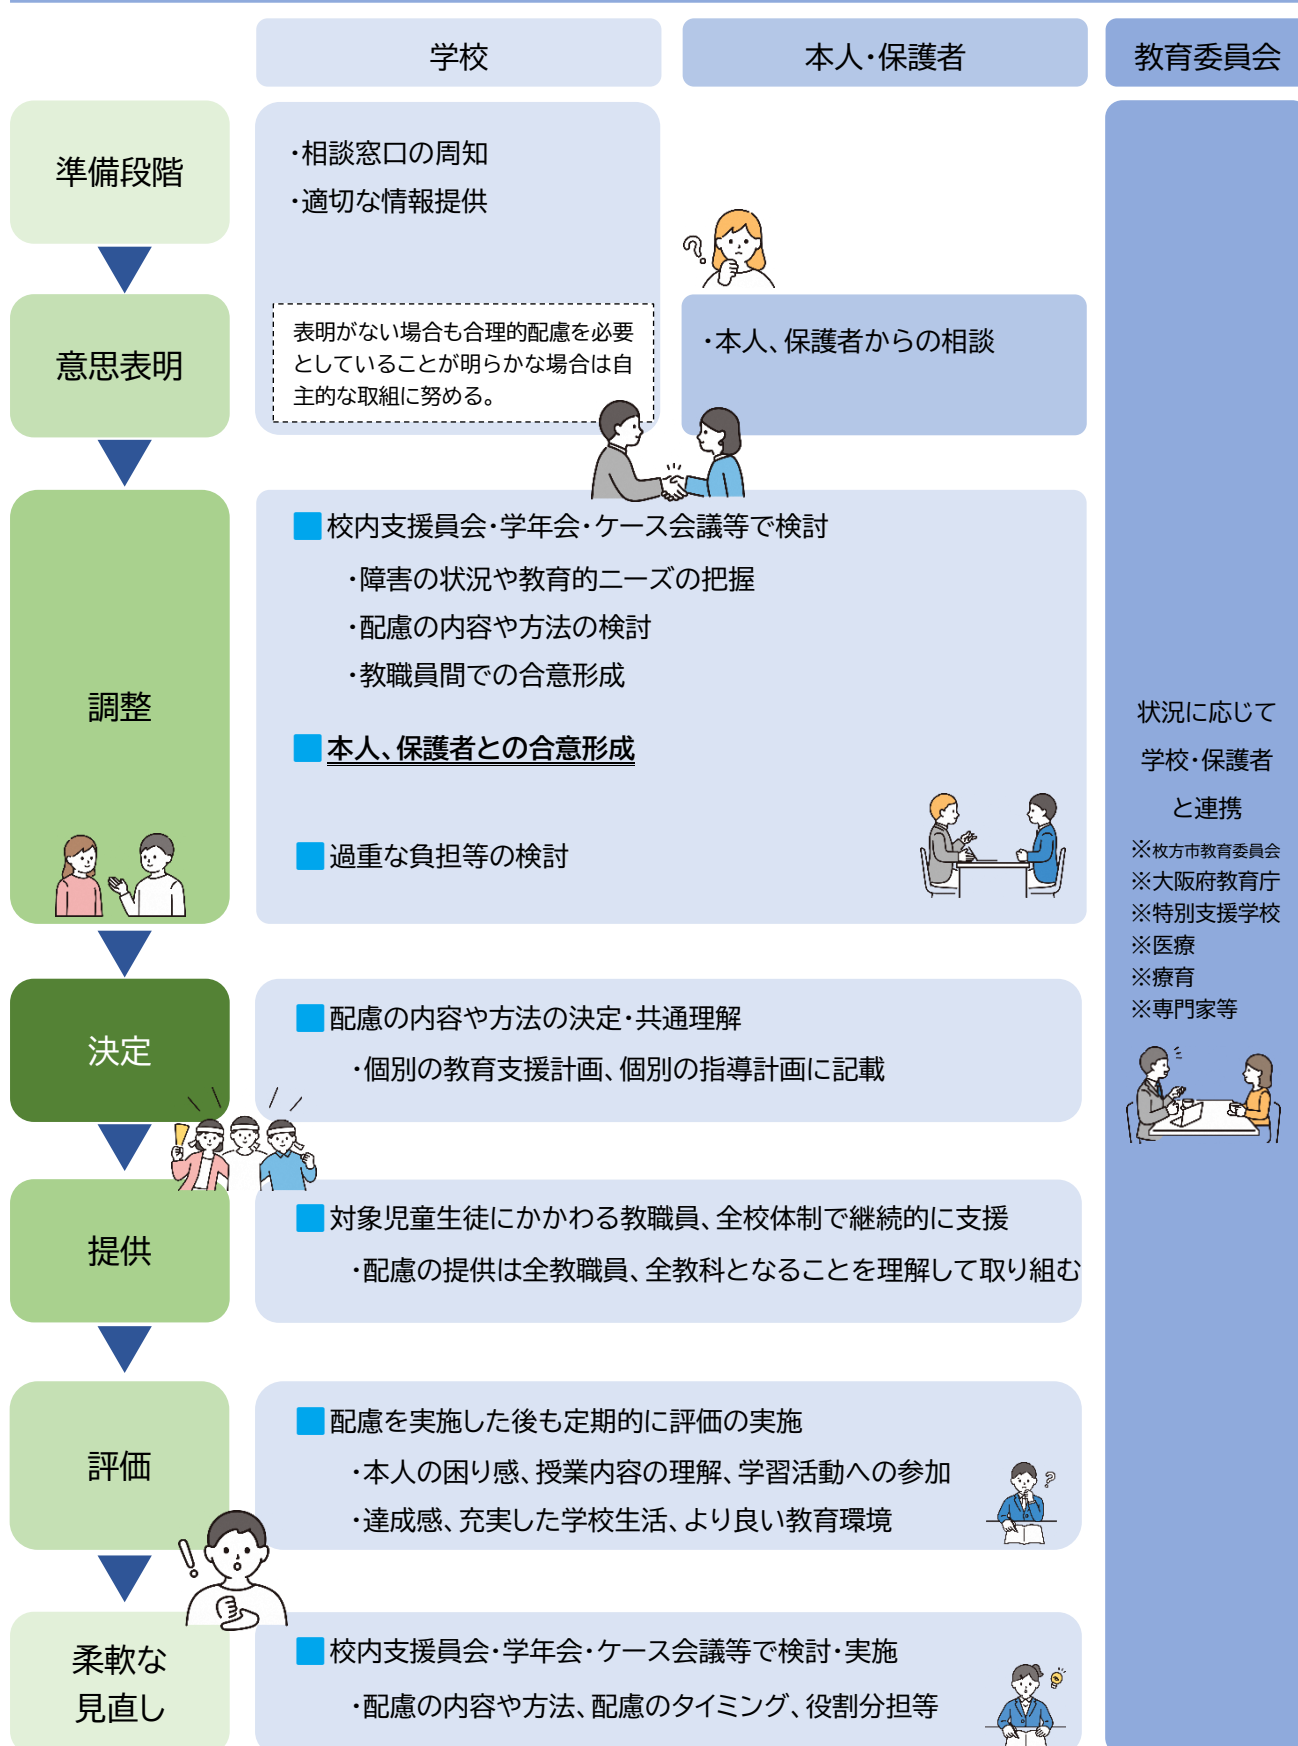 学校
本人・保護者
教育委員会
準備段階
・相談窓口の周知
・適切な情報提供
意思表明
表明がない場合も合理的配慮を必要
としていることが明らかな場合は自
主的な取組に努める。
・本人、保護者からの相談
調整
校内支援員会・学年会・ケース会議等で検討
・障害の状況や教育的ニーズの把握
・配慮の内容や方法の検討
・教職員間での合意形成
本人、保護者との合意形成
過重な負担等の検討
状況に応じて
学校・保護者
と連携
※枚方市教育委員会
※大阪府教育庁
※特別支援学校
※医療
※療育
※専門家等
決定
配慮の内容や方法の決定・共通理解
・個別の教育支援計画、個別の指導計画に記載
提供
対象児童生徒にかかわる教職員、全校体制で継続的に支援
・配慮の提供は全教職員、全教科となることを理解して取り組む
評価
配慮を実施した後も定期的に評価の実施
・本人の困り感、授業内容の理解、学習活動への参加
・達成感、充実した学校生活、より良い教育環境
柔軟な
見直し
校内支援員会・学年会・ケース会議等で検討・実施
・配慮の内容や方法、配慮のタイミング、役割分担等